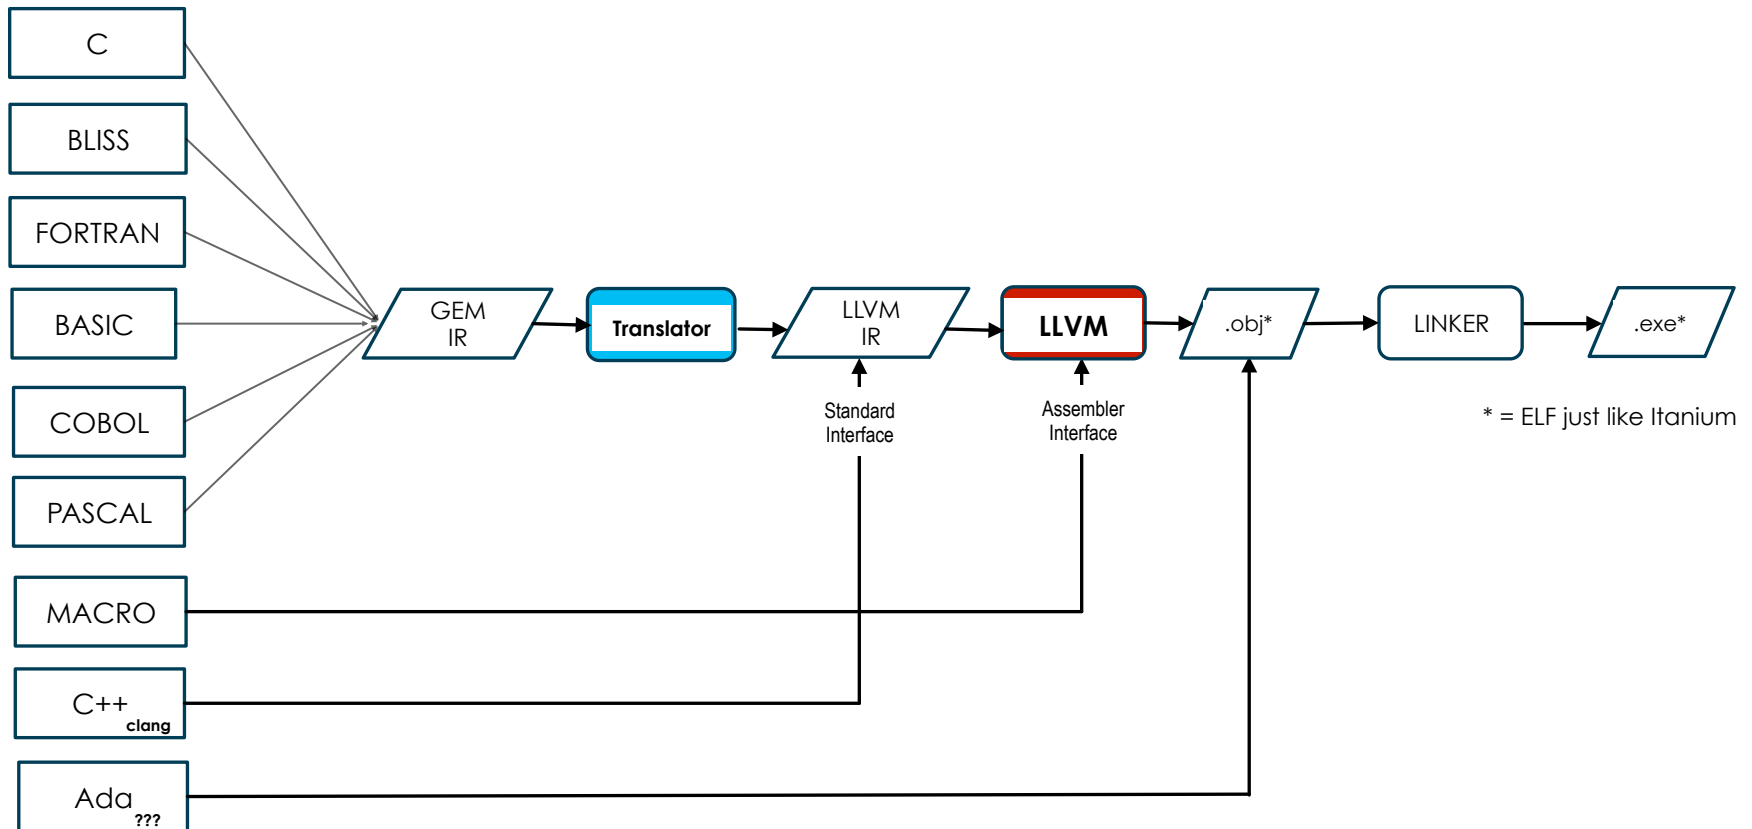 C
BLISS
FORTRAN
BASIC
COBOL
PASCAL
MACRO
C++
clang
Ada
???
GEM
IR
Translator
LLVM
IR
LLVM
.obj*
LINKER
.exe*
Standard
Interface
Assembler
Interface
* = ELF just like Itanium